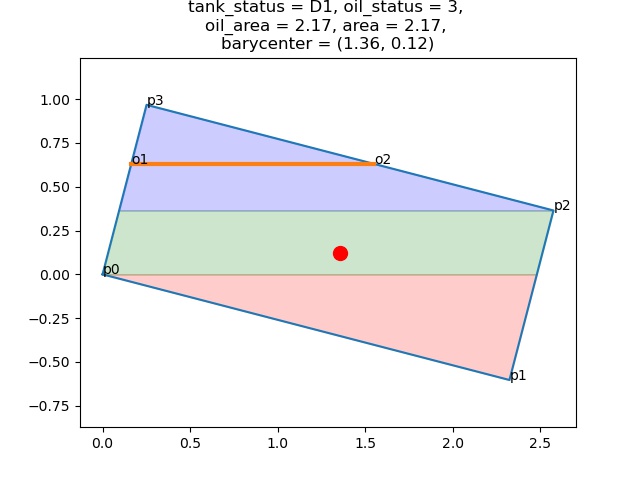 tank_status = D1, oil_status = 3,
oil_area = 2.17, area = 2.17,
barycenter = (1.36, 0.12)
1.00
0.75
0.50
0.25
0.00
−0.25
−0.50
−0.75
p3
o1
o2
p2
p0
p1
0.0
0.5
1.0
1.5
2.0
2.5